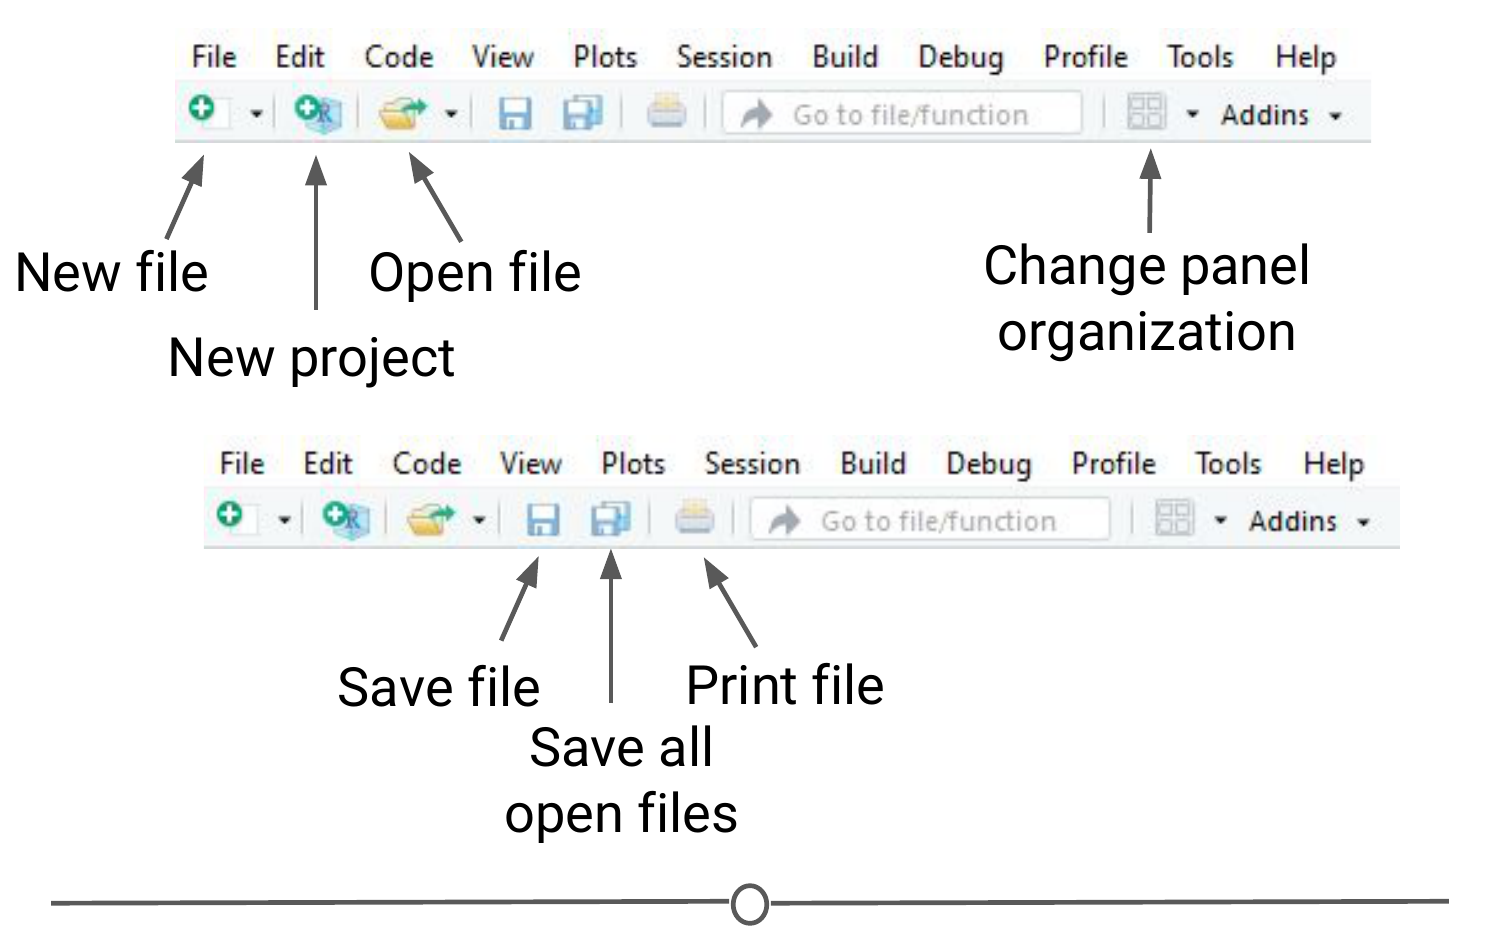 File Edit Code View Plots Session Build Debug Profile Tools Help
R Go to file/function Addins
New file
Open file
New project
Change panel
organization
File Edit Code View Plots Session Build Debug Profile Tools Help
R Go to file/function Addins
Save file
Print file
Save all
open files